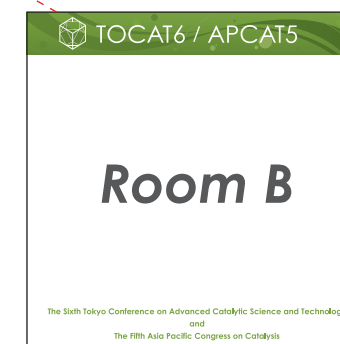 TOCAT6 / APCAT5
Room B
The Sixth Tokyo Conference on Advanced Catalytic Science and Technolog
and
The Fifth Asia Pacific Congress on Catalysis